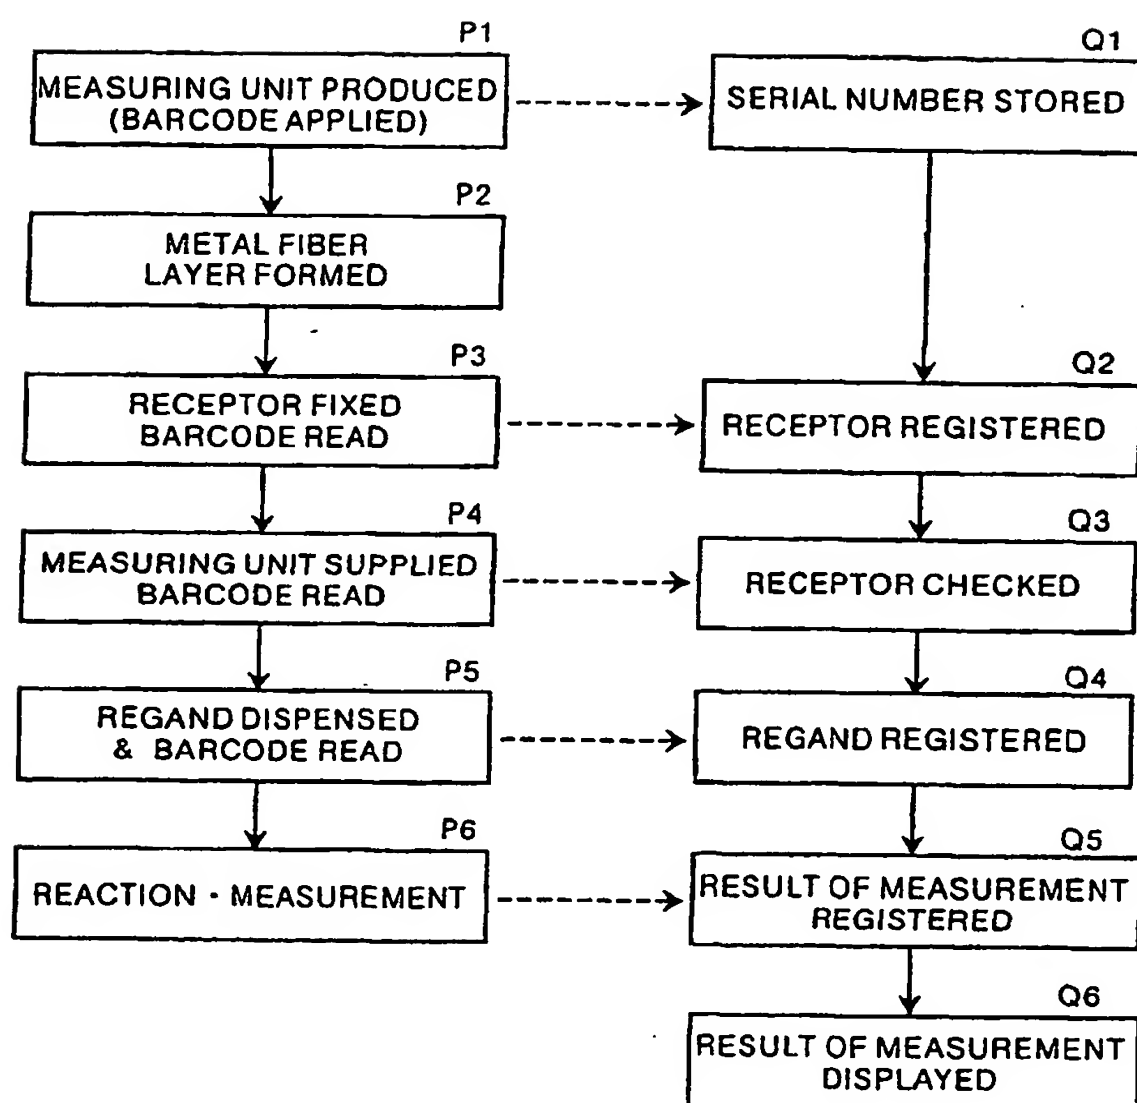 P1
MEASURING UNIT PRODUCED
(BARCODE APPLIED)
Q1
SERIAL NUMBER STORED
P2
METAL FIBER
LAYER FORMED
P3
RECEPTOR FIXED
BARCODE READ
Q2
RECEPTOR REGISTERED
P4
MEASURING UNIT SUPPLIED
BARCODE READ
Q3
RECEPTOR CHECKED
P5
REGAND DISPENSED
& BARCODE READ
Q4
REGAND REGISTERED
P6
REACTION · MEASUREMENT
Q5
RESULT OF MEASUREMENT
REGISTERED
Q6
RESULT OF MEASUREMENT
DISPLAYED